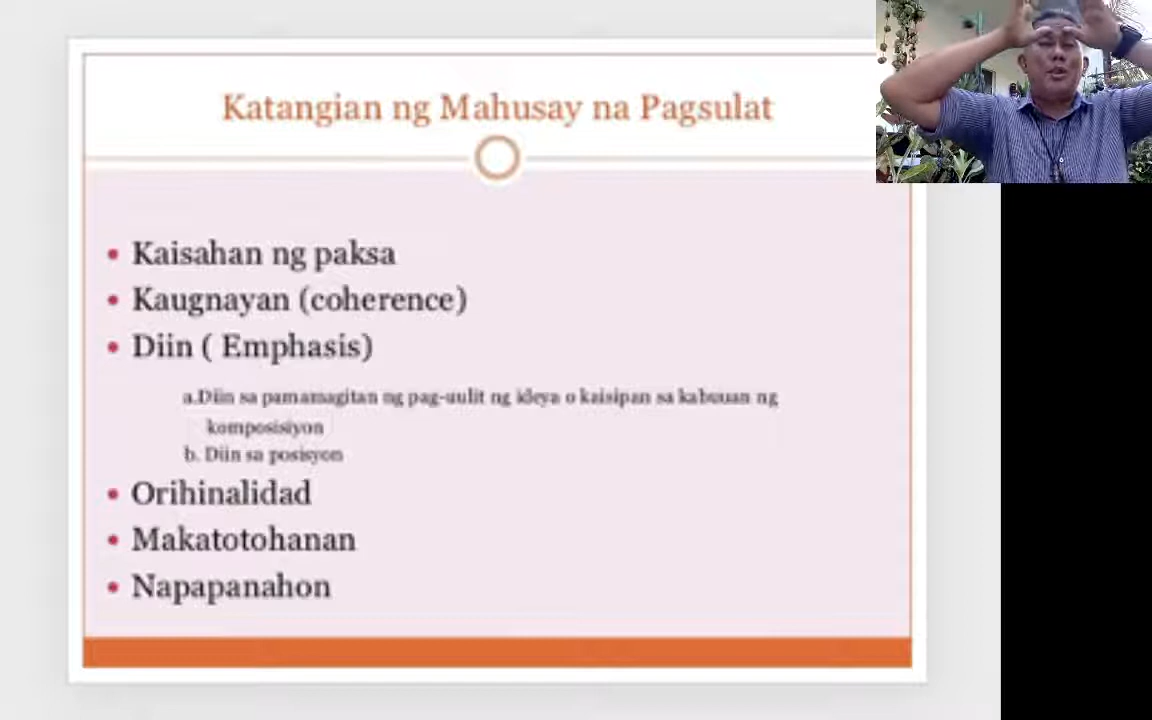 Katangian ng Mahusay na Pagsulat
• Kaisahan ng paksa
• Kaugnayan (coherence)
• Diin ( Emphasis)
a.Diin sa pamamagitan ng pag-uulit ng ideya o kaisipan sa kabuuan ng
komposisiyon
b. Diin sa posisyon
• Orihinalidad
• Makatotohanan
• Napapanahon